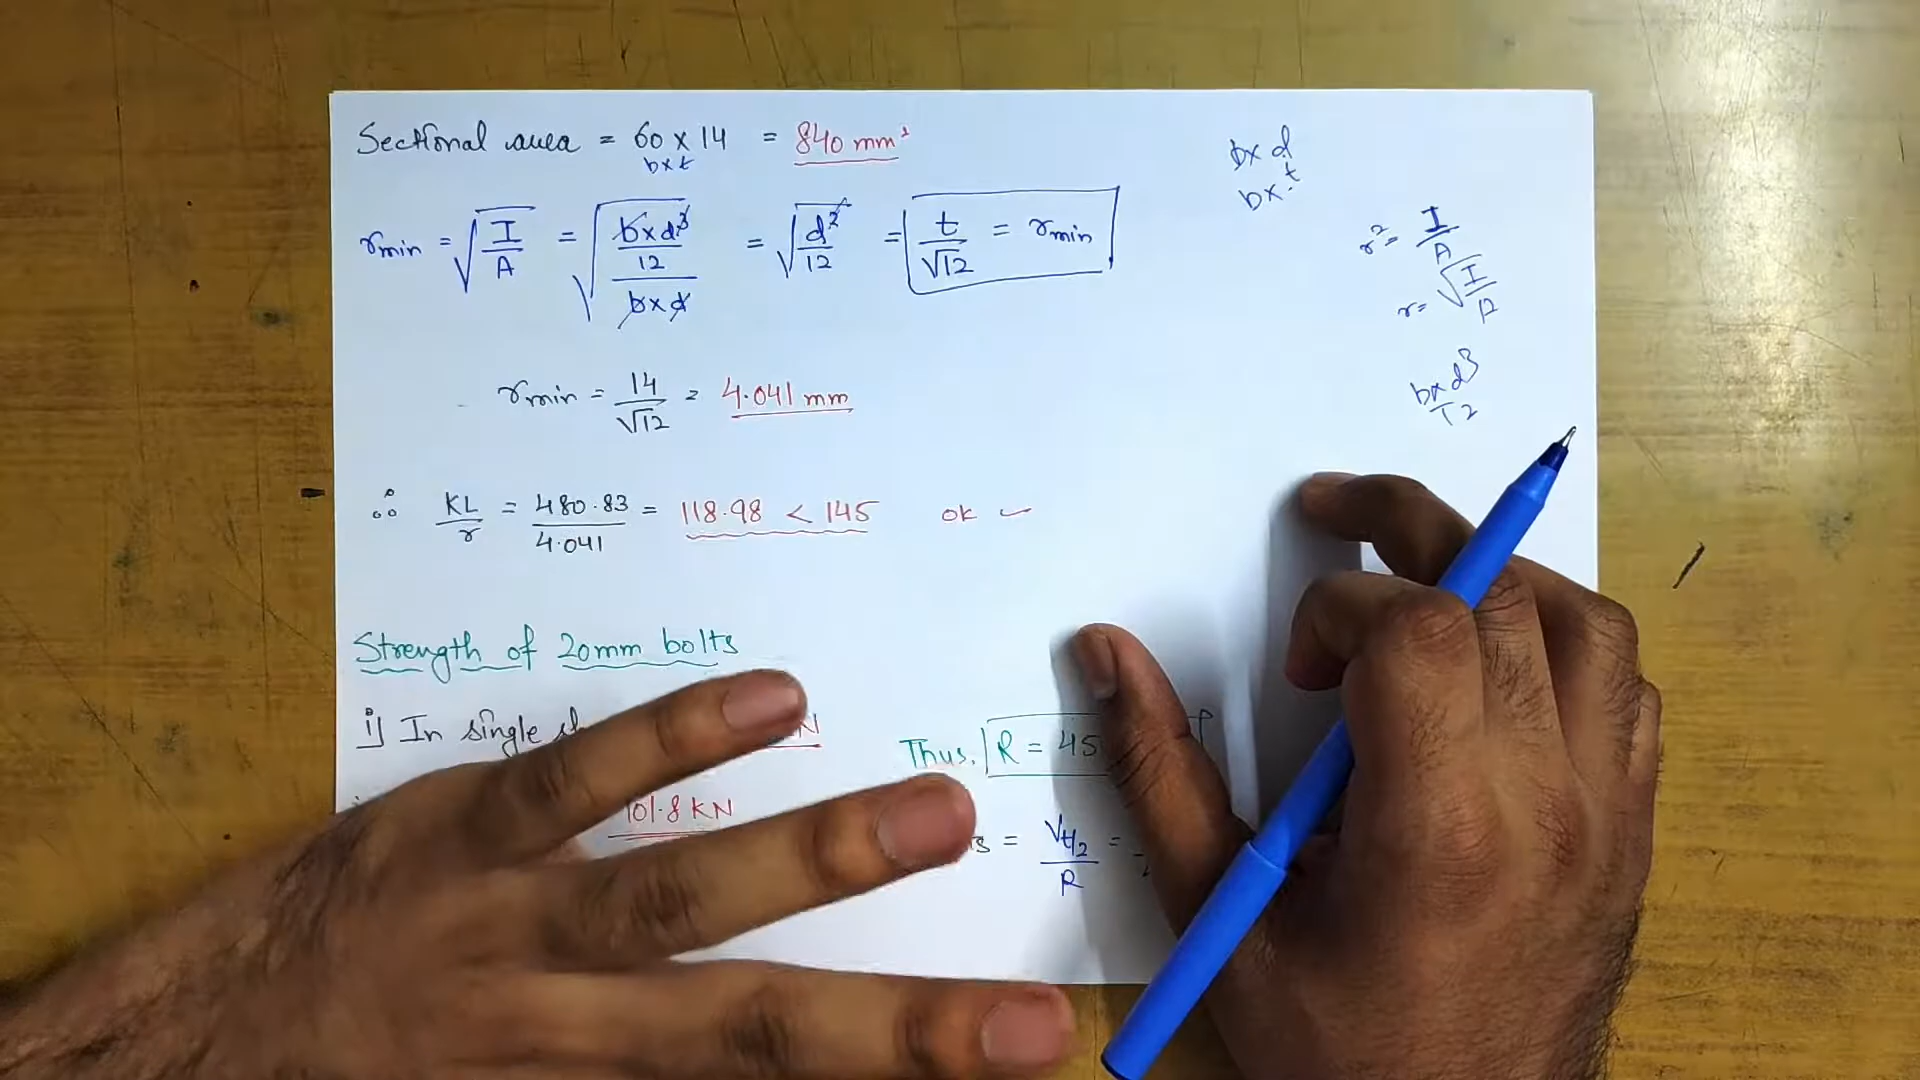 Sectional area = 60 x 14 = 840 mm²
b x t
rmin = √(I/A) = √((b x d³/12)/(b x d)) = √(d²/12) = t/√12 = rmin
rmin = 14/√12 = 4.041 mm
∴ KL/r = 480.83/4.041 = 118.98 < 145 ok ✓
Strength of 20mm bolts
i] In single
N
101.8 KN
Thus, R = 45
= Vt/2/R =
b x d
b x t
r² = I/A
r = √(I/A)
b x d³/12